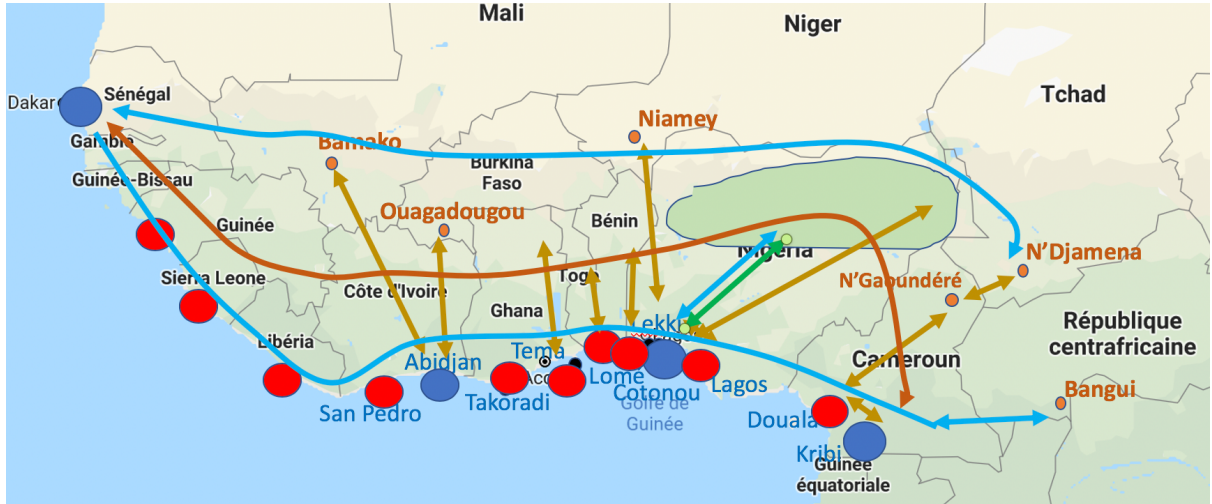 Mali
Niger
Tchad
Dakar
Sénégal
Gambie
Niamey
Bamako
Burkina
Faso
Guinée-Bissau
Ouagadougou
Bénin
Guinée
Nigeria
N'Djamena
Sierra Leone
Togo
N'Gaoundéré
Côte d'Ivoire
Ghana
Lekki
République
centrafricaine
Libéria
Abidjan
Tema
Cameroun
Lomé
Lagos
Bangui
San Pedro
Takoradi
Cotonou
Golfe de
Guinée
Douala
Kribi
Guinée
équatoriale